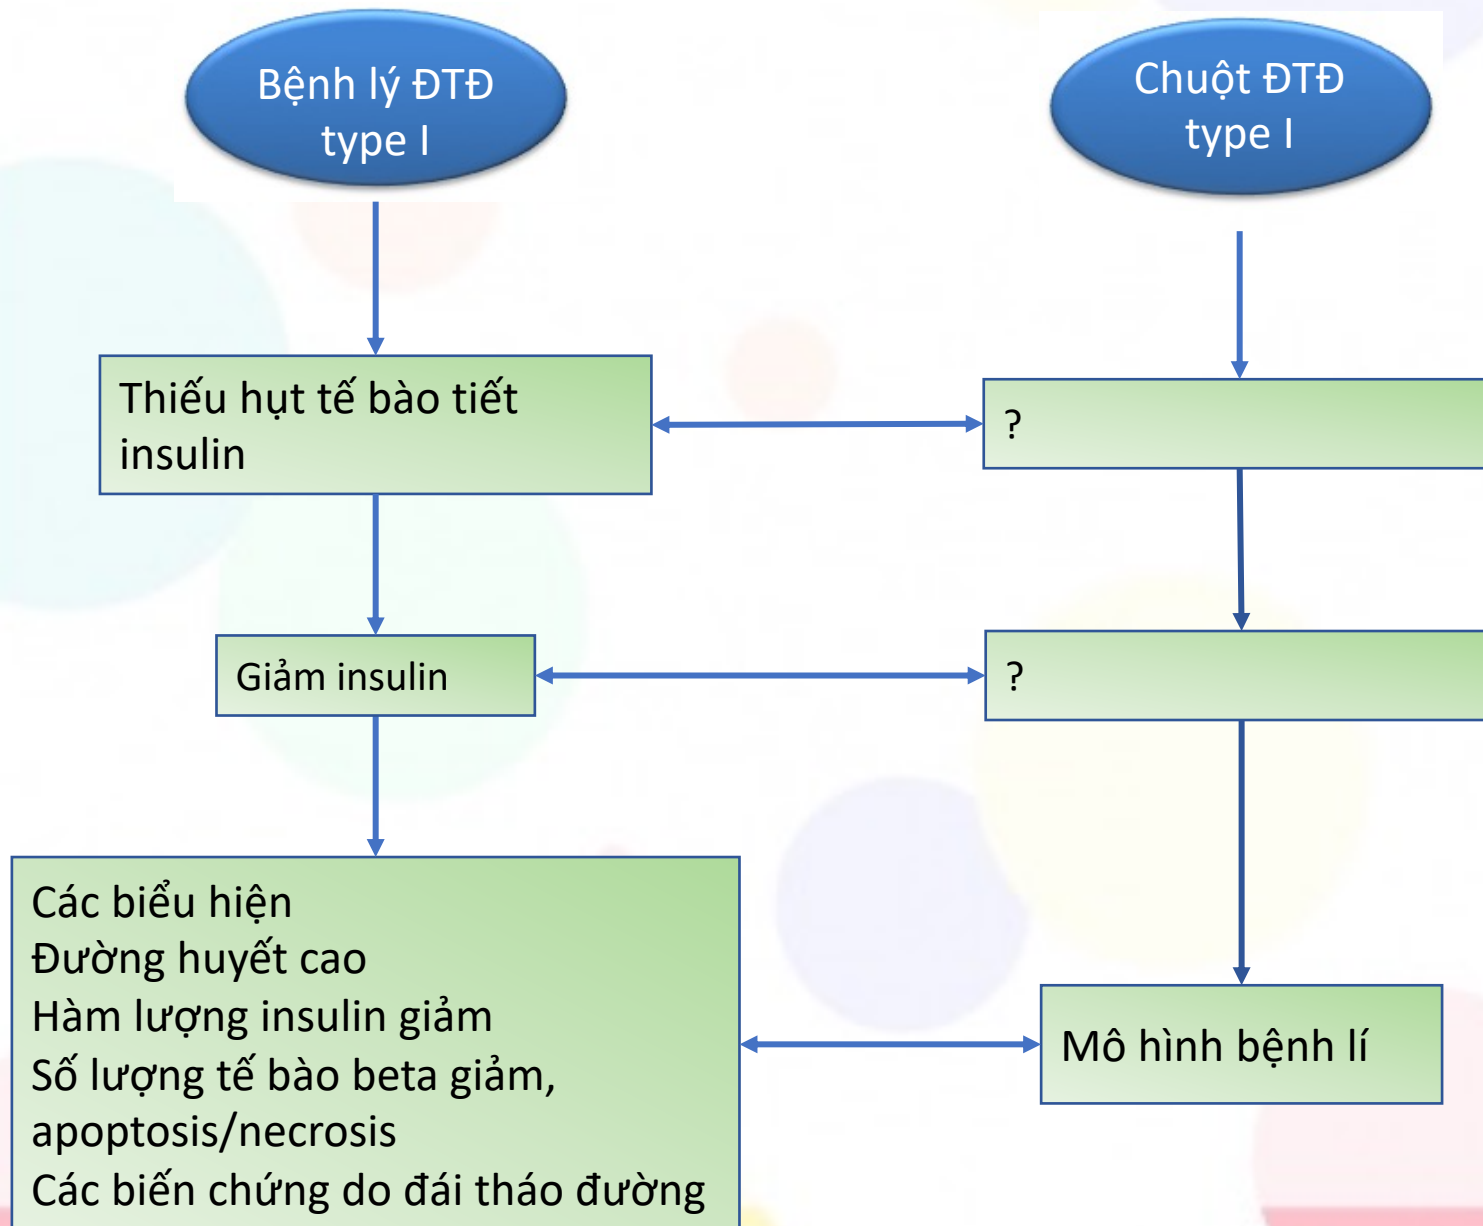 Bệnh lý ĐTĐ
type I
Chuột ĐTĐ
type I
Thiếu hụt tế bào tiết
insulin
?
Giảm insulin
?
Các biểu hiện
Đường huyết cao
Hàm lượng insulin giảm
Số lượng tế bào beta giảm,
apoptosis/necrosis
Các biến chứng do đái tháo đường
Mô hình bệnh lí